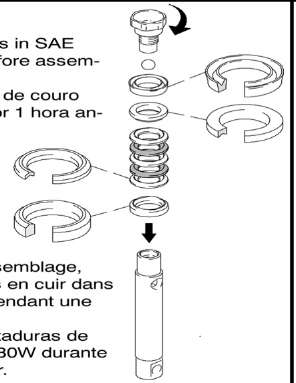 s in SAE
fore assem-
de couro
or 1 hora an-
semblage,
s en cuir dans
endant une
taduras de
30W durante
r.